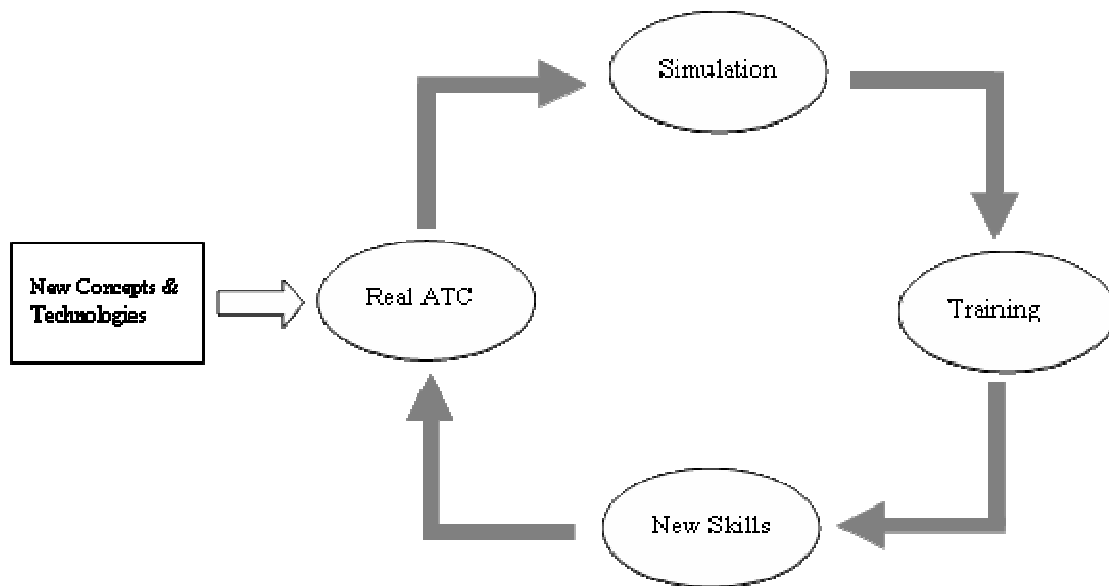 Simulation
New Concepts &
Technologies
Real ATC
Training
New Skills